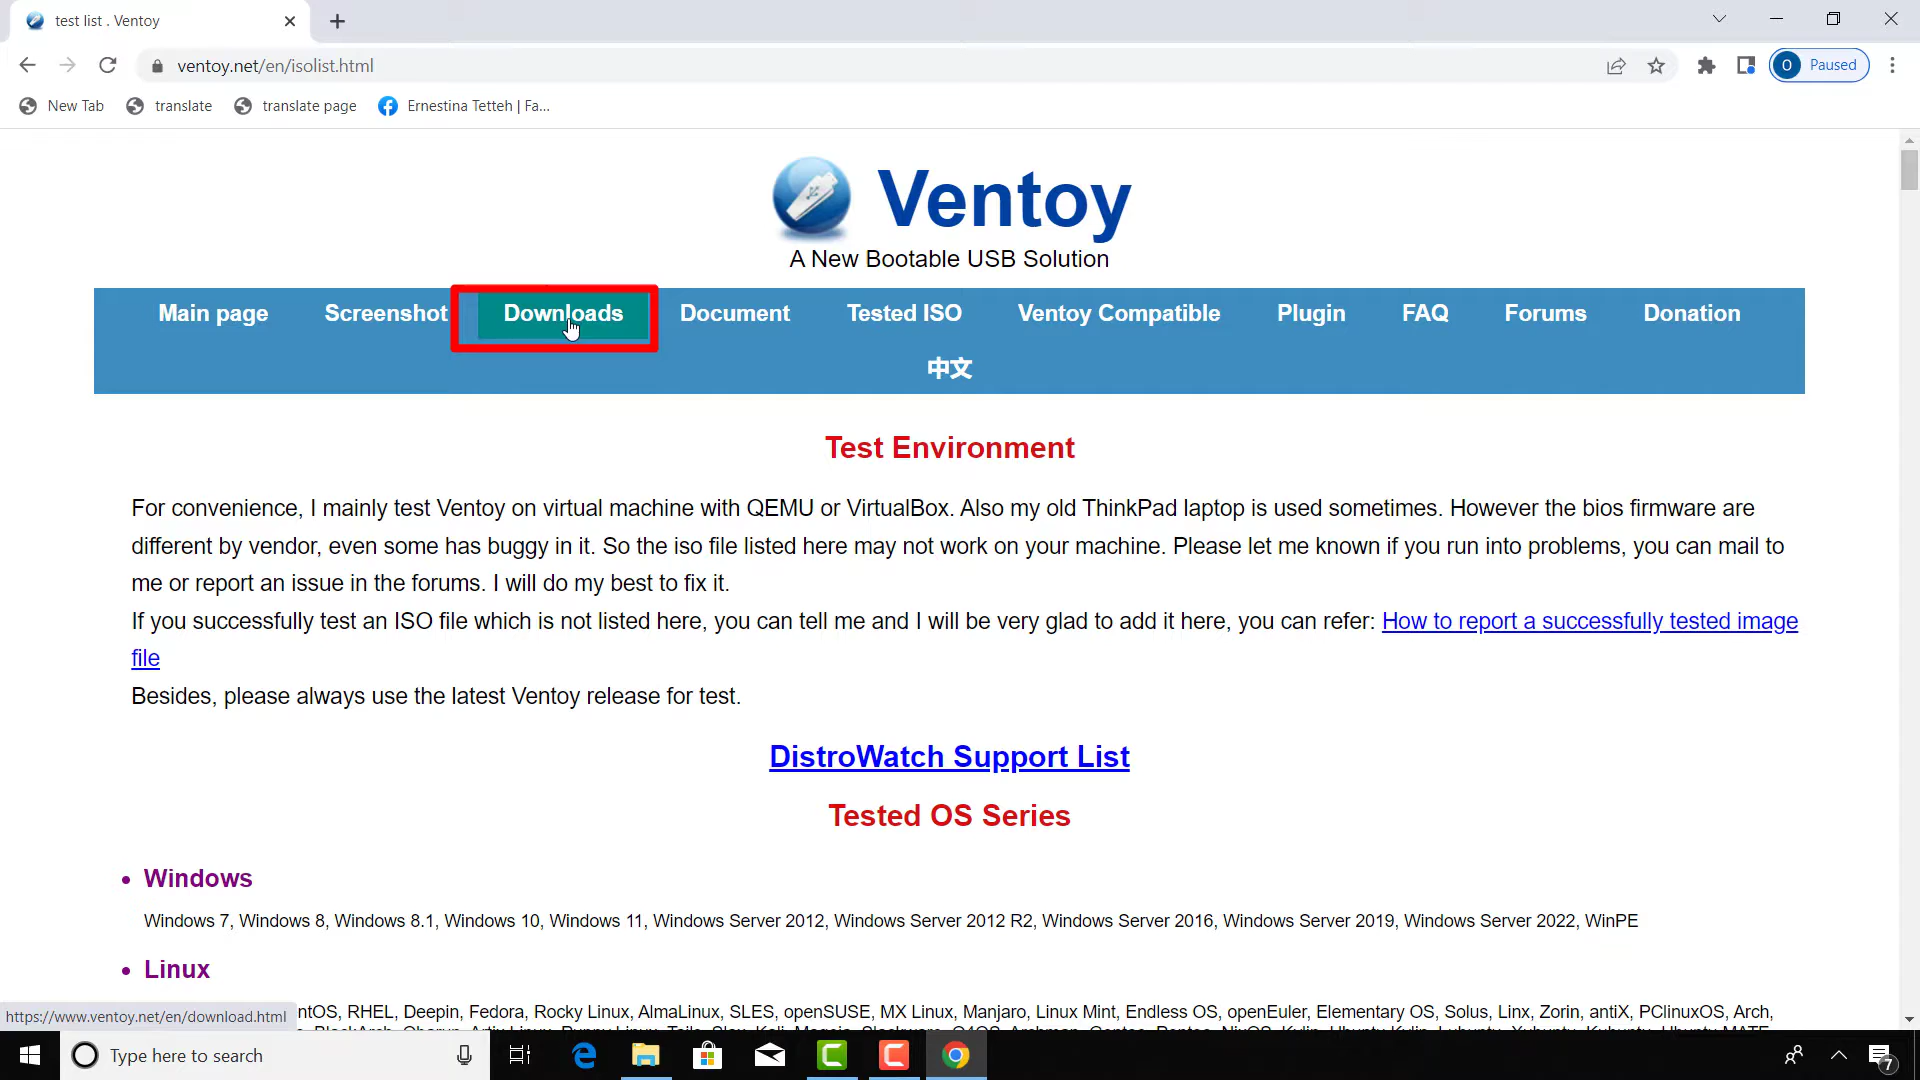 test list . Ventoy
ventoy.net/en/isolist.html
O Paused
New Tab translate translate page Ernestina Tetteh | Fa...
Ventoy
A New Bootable USB Solution
Main page Screenshot Downloads Document Tested ISO Ventoy Compatible Plugin FAQ Forums Donation
中文
Test Environment
For convenience, I mainly test Ventoy on virtual machine with QEMU or VirtualBox. Also my old ThinkPad laptop is used sometimes. However the bios firmware are
different by vendor, even some has buggy in it. So the iso file listed here may not work on your machine. Please let me known if you run into problems, you can mail to
me or report an issue in the forums. I will do my best to fix it.
If you successfully test an ISO file which is not listed here, you can tell me and I will be very glad to add it here, you can refer: How to report a successfully tested image
file
Besides, please always use the latest Ventoy release for test.
DistroWatch Support List
Tested OS Series
Windows
Windows 7, Windows 8, Windows 8.1, Windows 10, Windows 11, Windows Server 2012, Windows Server 2012 R2, Windows Server 2016, Windows Server 2019, Windows Server 2022, WinPE
Linux
ntOS, RHEL, Deepin, Fedora, Rocky Linux, AlmaLinux, SLES, openSUSE, MX Linux, Manjaro, Linux Mint, Endless OS, openEuler, Elementary OS, Solus, Linx, Zorin, antiX, PClinuxOS, Arch,
https://www.ventoy.net/en/download.html
Type here to search
7